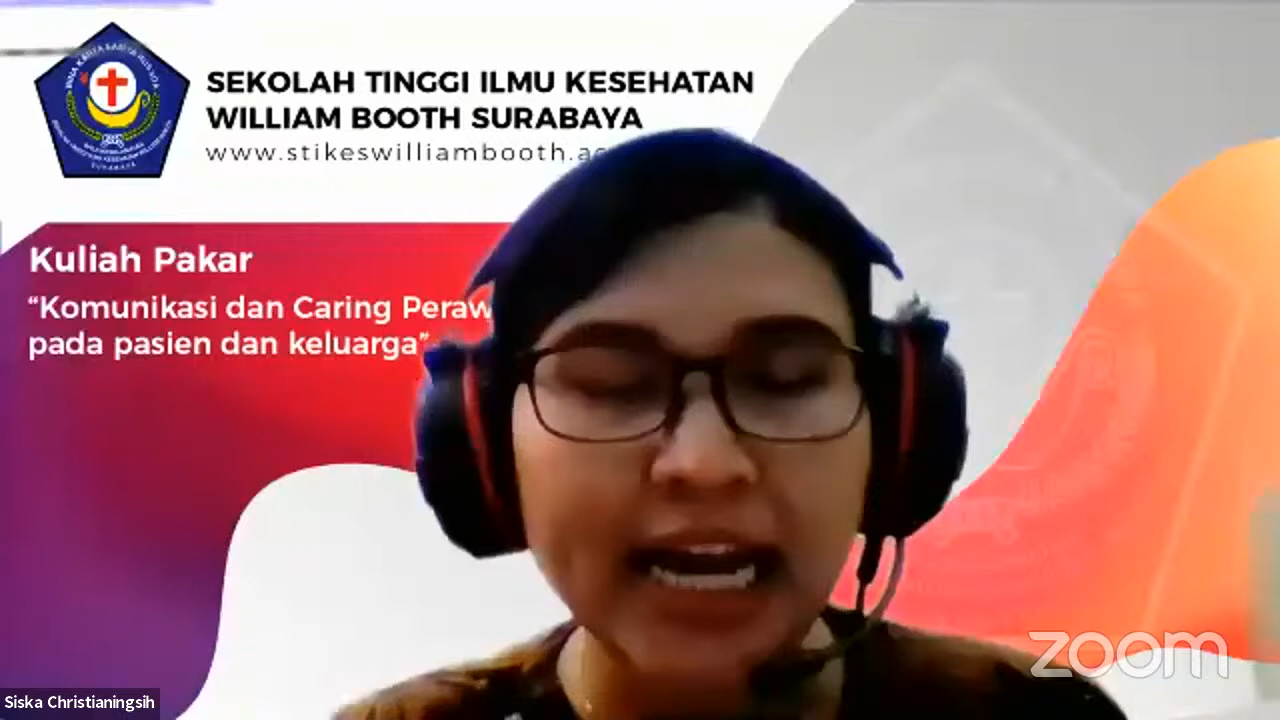 SEKOLAH TINGGI ILMU KESEHATAN
WILLIAM BOOTH SURABAYA
www.stikeswilliambooth.ac
Kuliah Pakar
“Komunikasi dan Caring Peraw
pada pasien dan keluarga”
zoom
Siska Christianingsih